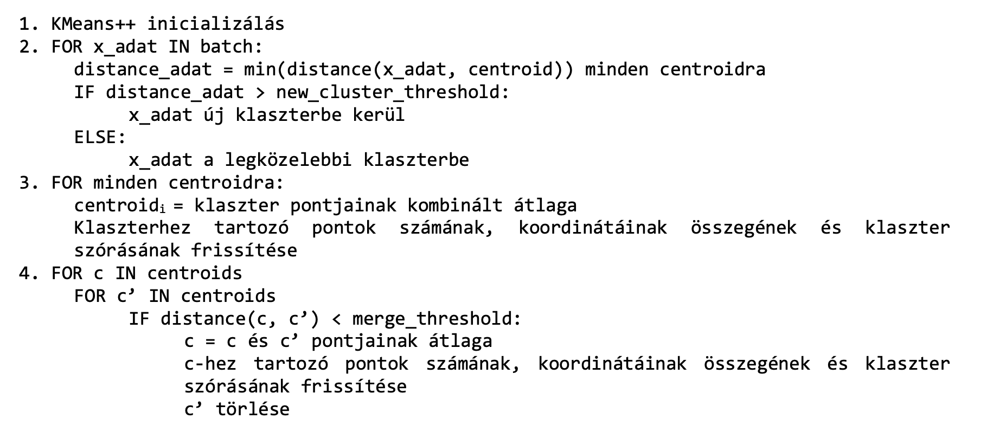 1. KMeans++ inicializálás
2. FOR x_adat IN batch:
distance_adat = min(distance(x_adat, centroid)) minden centroidra
IF distance_adat > new_cluster_threshold:
x_adat új klaszterbe kerül
ELSE:
x_adat a legközelebbi klaszterbe
3. FOR minden centroidra:
centroidᵢ = klaszter pontjainak kombinált átlaga
Klaszterhez tartozó pontok számának, koordinátáinak összegének és klaszter
szórásának frissítése
4. FOR c IN centroids
FOR c’ IN centroids
IF distance(c, c’) < merge_threshold:
c = c és c’ pontjainak átlaga
c-hez tartozó pontok számának, koordinátáinak összegének és klaszter
szórásának frissítése
c’ törlése